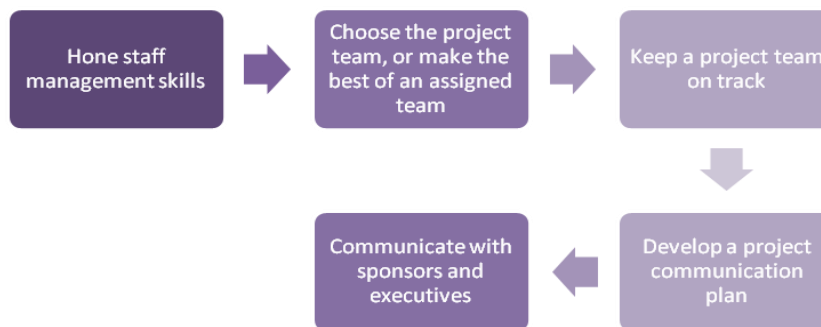 Hone staff
management skills
Choose the project
team, or make the
best of an assigned
team
Keep a project team
on track
Develop a project
communication
plan
Communicate with
sponsors and
executives